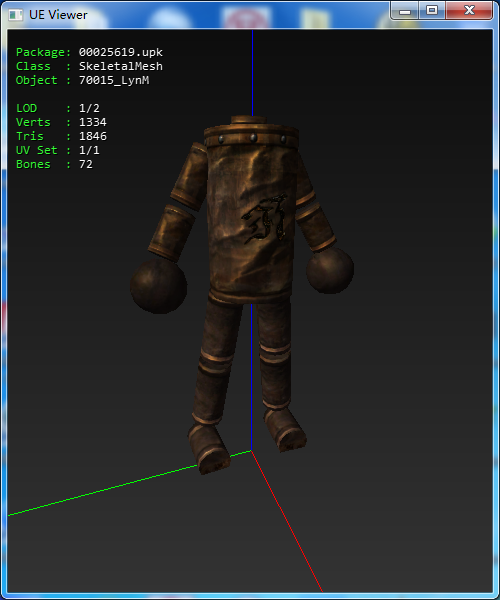 UE Viewer
Package: 00025619.upk
Class : SkeletalMesh
Object : 70015_LynM
LOD : 1/2
Verts : 1334
Tris : 1846
UV Set : 1/1
Bones : 72